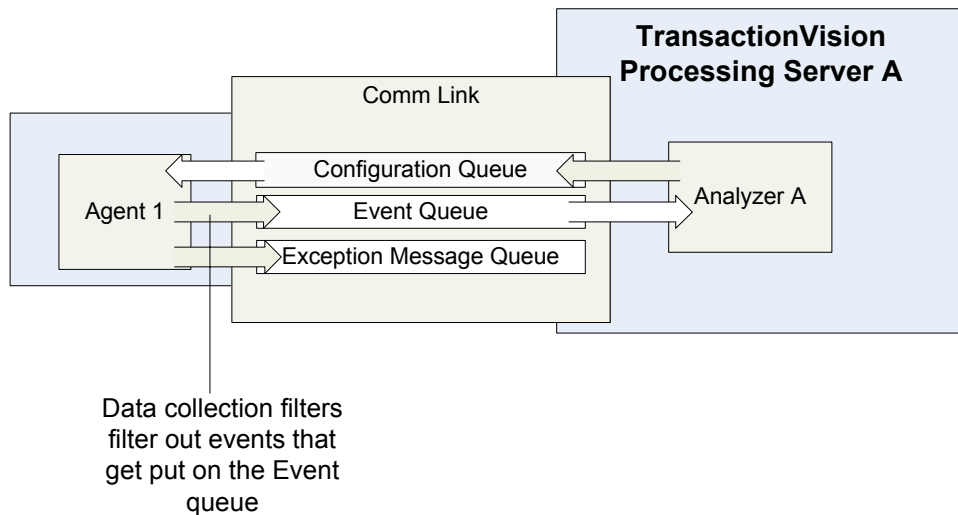 TransactionVision
Processing Server A
Comm Link
Configuration Queue
Agent 1
Event Queue
Analyzer A
Exception Message Queue
Data collection filters
filter out events that
get put on the Event
queue